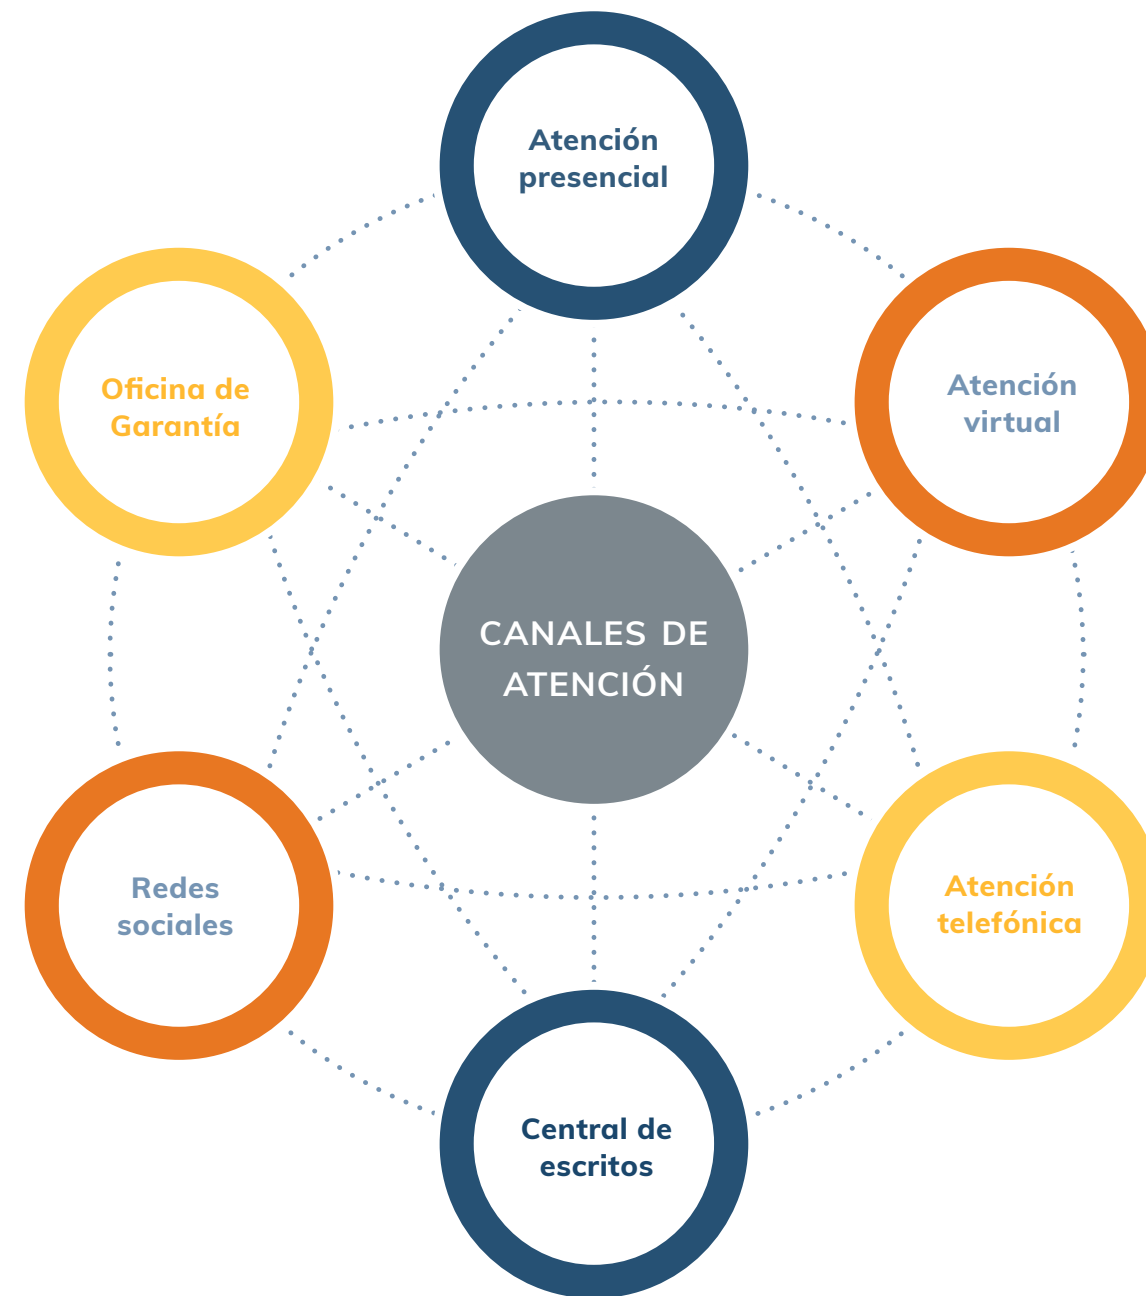 Atención
presencial
Oficina de
Garantía
Atención
virtual
CANALES DE
ATENCIÓN
Redes
sociales
Atención
telefónica
Central de
escritos